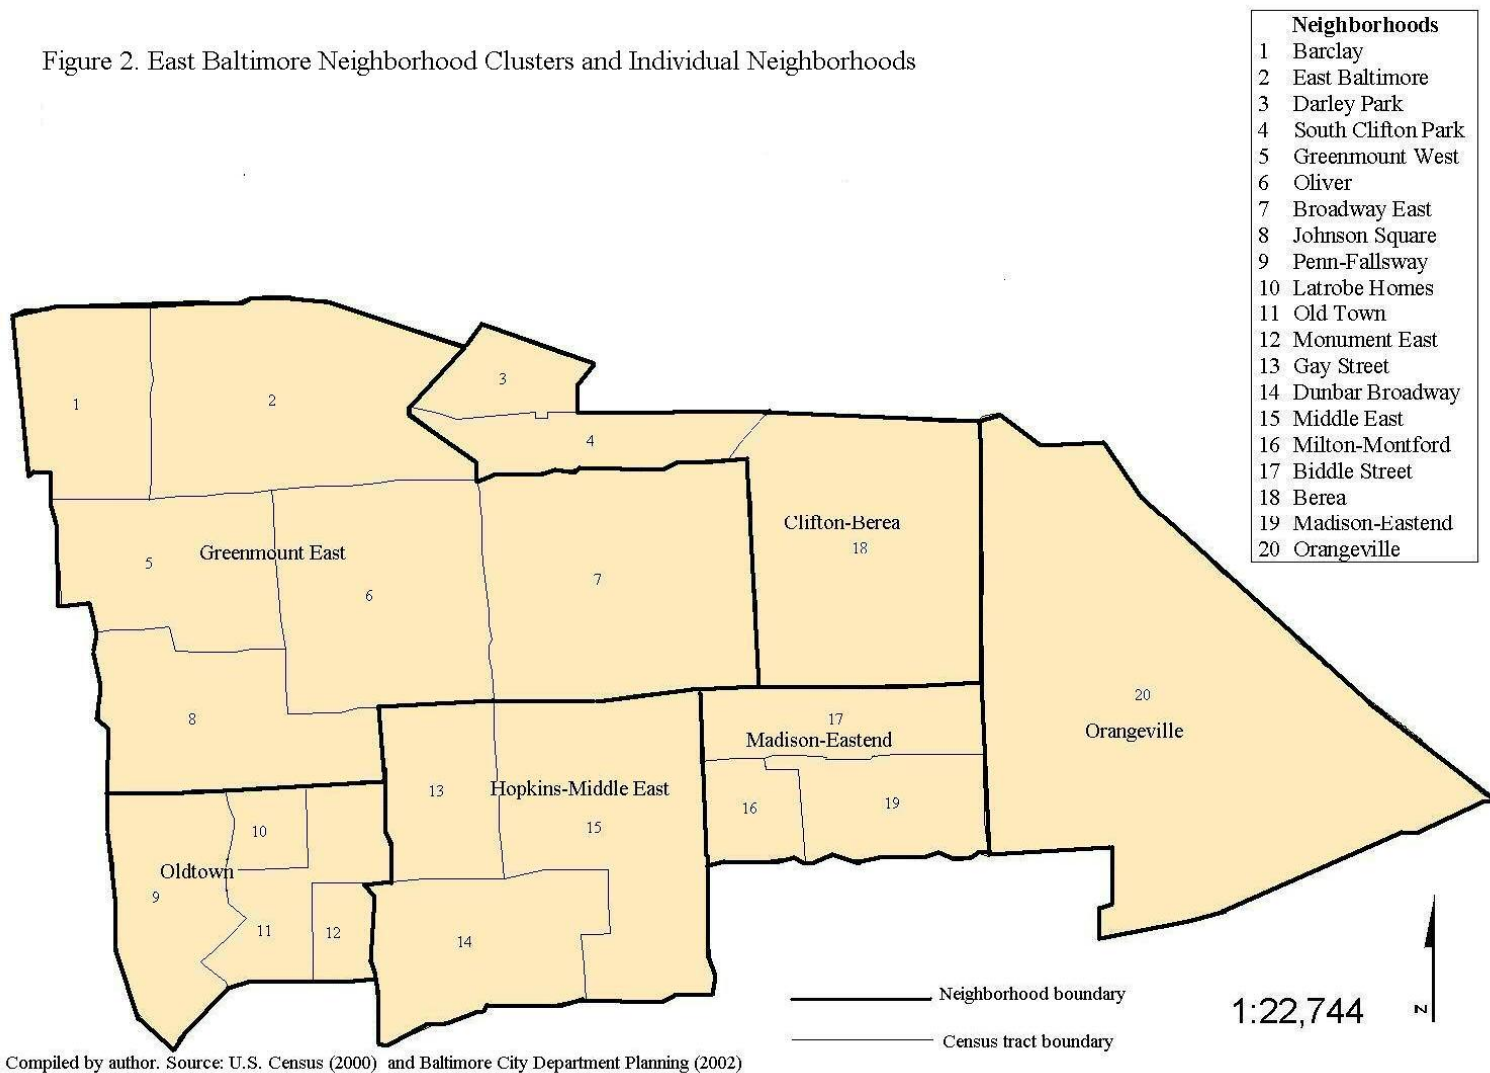 Figure 2. East Baltimore Neighborhood Clusters and Individual Neighborhoods
Neighborhoods
1 Barclay
2 East Baltimore
3 Darley Park
4 South Clifton Park
5 Greenmount West
6 Oliver
7 Broadway East
8 Johnson Square
9 Penn-Fallsway
10 Latrobe Homes
11 Old Town
12 Monument East
13 Gay Street
14 Dunbar Broadway
15 Middle East
16 Milton-Montford
17 Biddle Street
18 Berea
19 Madison-Eastend
20 Orangeville
3
1
2
4
Clifton-Berea
18
Greenmount East
5
7
6
20
8
17
Orangeville
Madison-Eastend
13
Hopkins-Middle East
16
19
10
15
Oldtown
9
11
12
14
Neighborhood boundary
1:22,744
N
Census tract boundary
Compiled by author. Source: U.S. Census (2000) and Baltimore City Department Planning (2002)